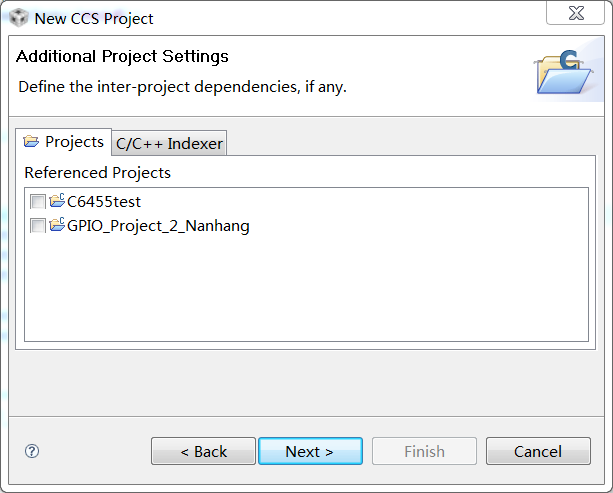 New CCS Project
Additional Project Settings
Define the inter-project dependencies, if any.
Projects
C/C++ Indexer
Referenced Projects
C6455test
GPIO_Project_2_Nanhang
< Back
Next >
Finish
Cancel